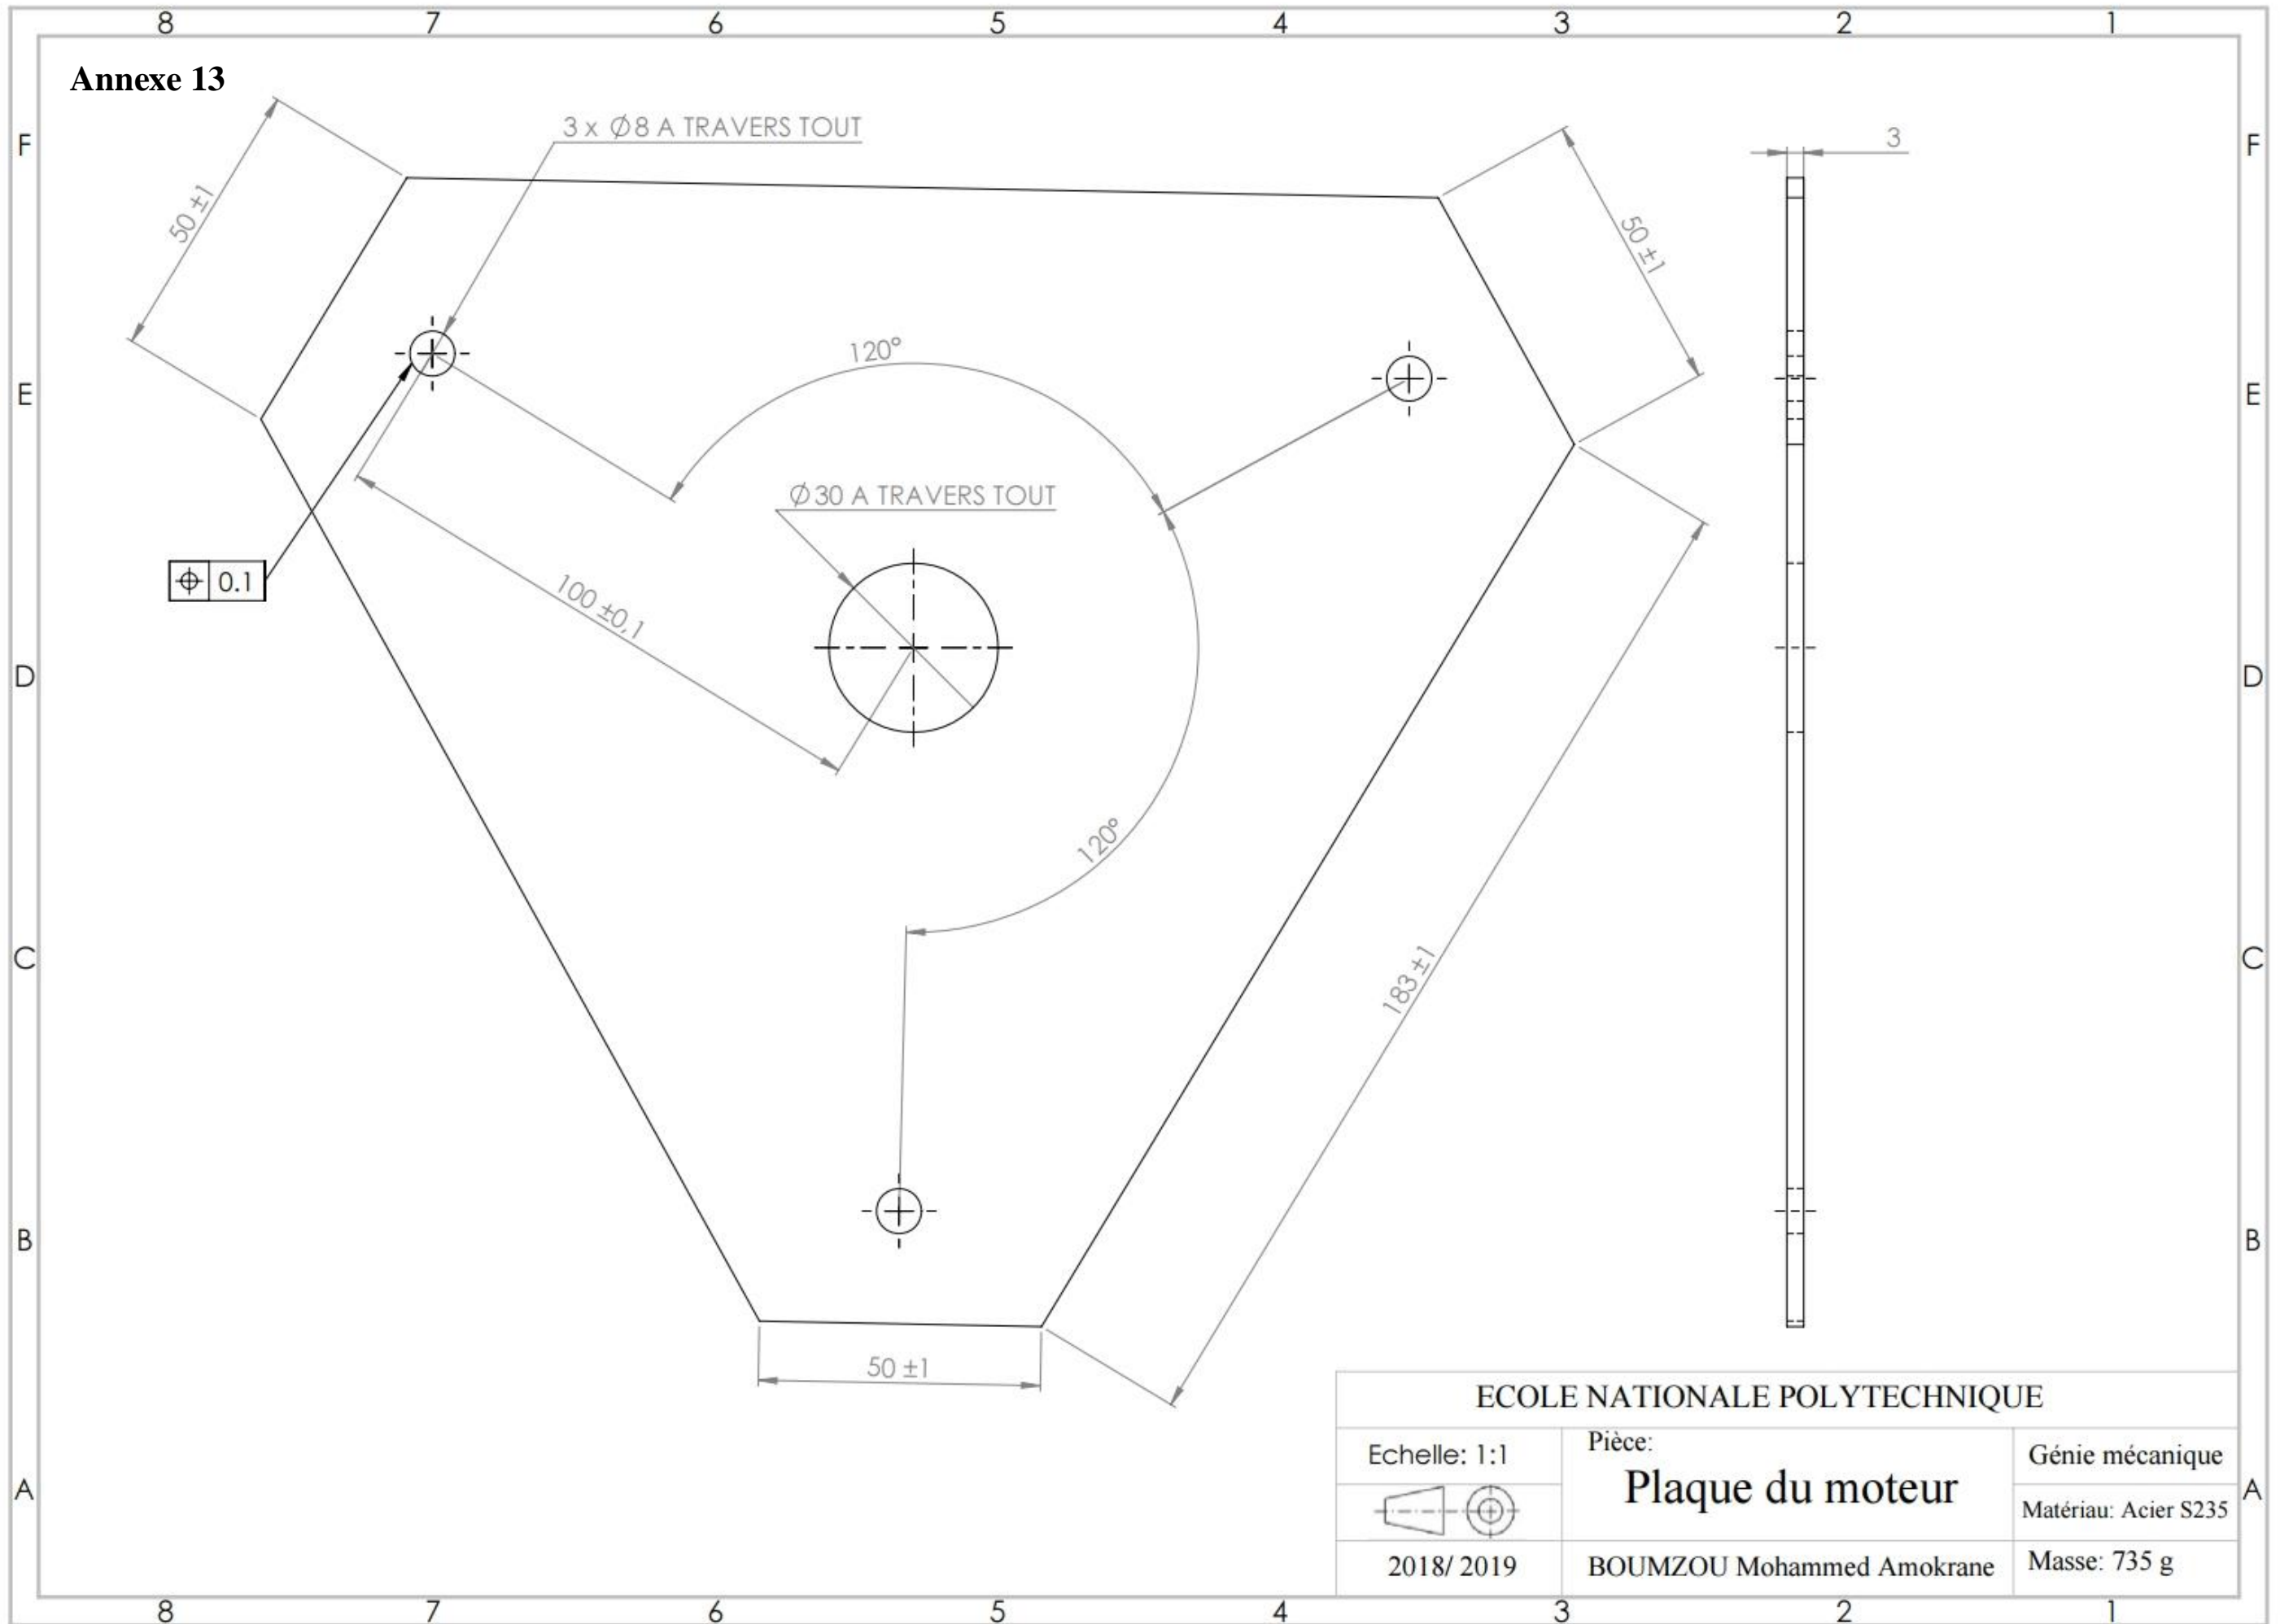 8 7 6 5 4 3 2 1
Annexe 13
F F
3 x Ø8 A TRAVERS TOUT
3
50 ±1
50 ±1
120°
E E
Ø30 A TRAVERS TOUT
⌖ 0.1
100 ±0,1
D D
120°
C C
183 ±1
B B
50 ±1
ECOLE NATIONALE POLYTECHNIQUE
Echelle: 1:1
Pièce:
Plaque du moteur
Génie mécanique
A A
Matériau: Acier S235
2018/ 2019
BOUMZOU Mohammed Amokrane
Masse: 735 g
8 7 6 5 4 3 2 1